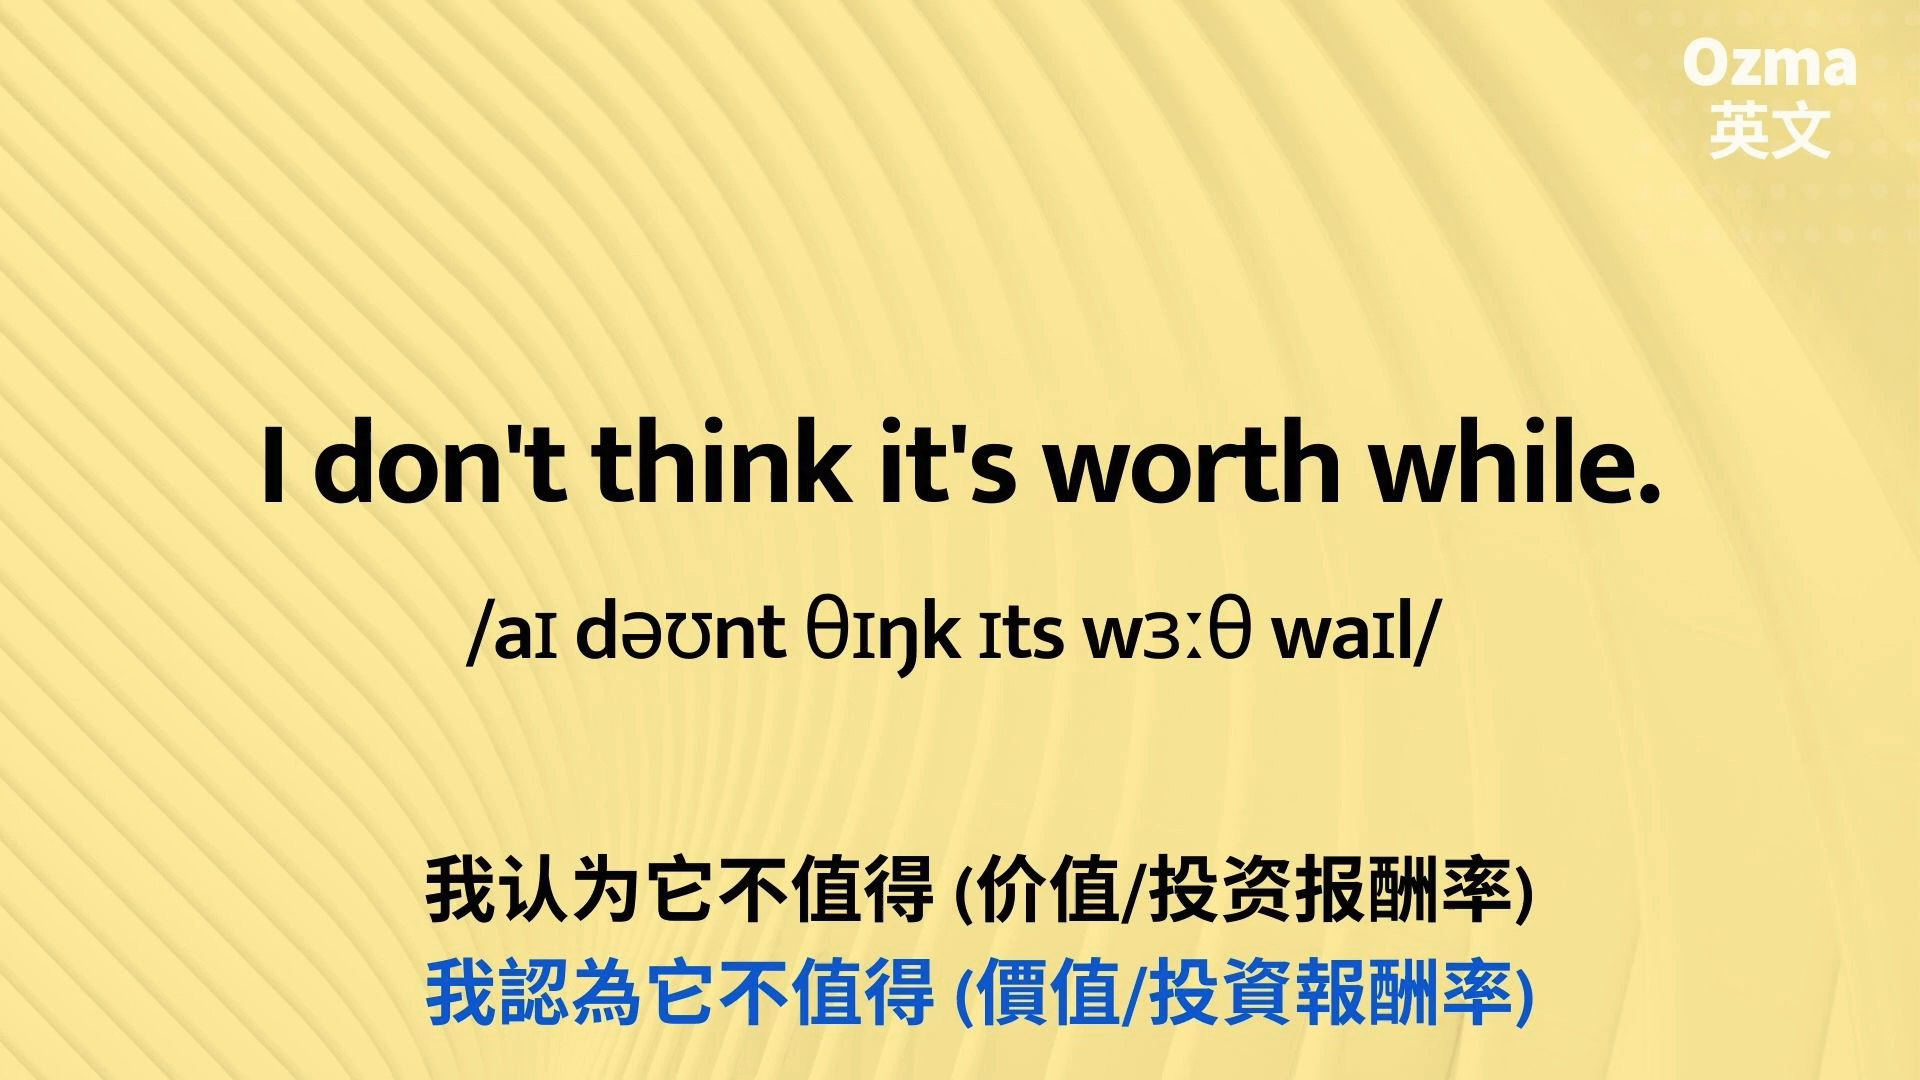 Ozma
英文
I don't think it's worth while.
/aɪ dəʊnt θɪŋk ɪts wɜːθ waɪl/
我认为它不值得 (价值/投资报酬率)
我認為它不值得 (價值/投資報酬率)